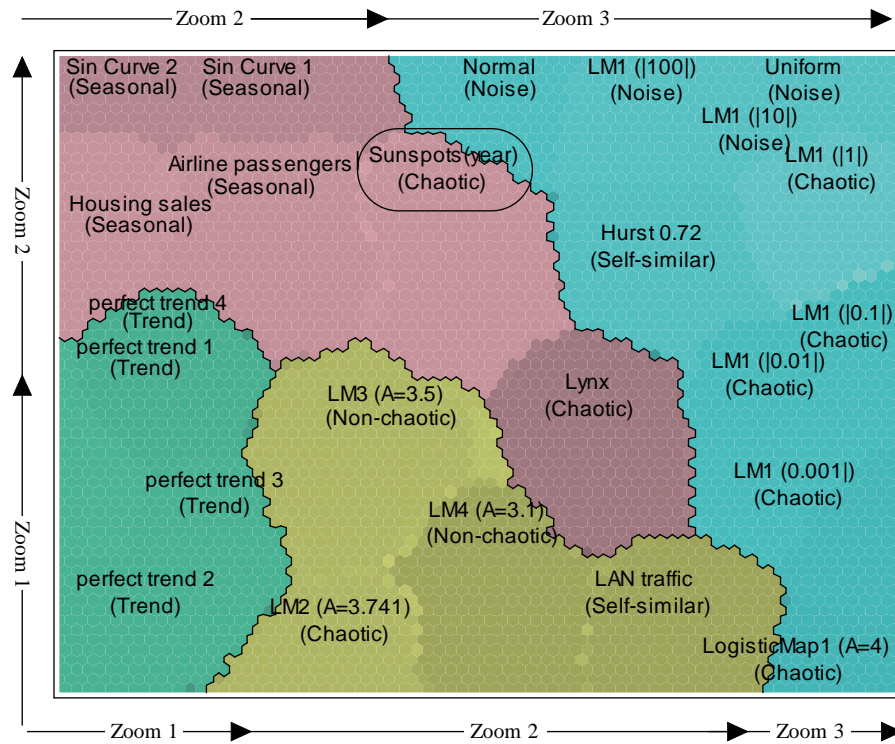 Zoom 2
Zoom 3
Sin Curve 2
(Seasonal)
Sin Curve 1
(Seasonal)
Normal
(Noise)
LM1 (|100|)
(Noise)
Uniform
(Noise)
LM1 (|10|)
(Noise)
LM1 (|1|)
(Chaotic)
Airline passengers
(Seasonal)
Sunspots(year)
(Chaotic)
Housing sales
(Seasonal)
Hurst 0.72
(Self-similar)
Zoom 2
perfect trend 4
(Trend)
perfect trend 1
(Trend)
LM1 (|0.1|)
(Chaotic)
LM1 (|0.01|)
(Chaotic)
LM3 (A=3.5)
(Non-chaotic)
Lynx
(Chaotic)
perfect trend 3
(Trend)
LM1 (0.001|)
(Chaotic)
LM4 (A=3.1)
(Non-chaotic)
Zoom 1
perfect trend 2
(Trend)
LM2 (A=3.741)
(Chaotic)
LAN traffic
(Self-similar)
LogisticMap1 (A=4)
(Chaotic)
Zoom 1
Zoom 2
Zoom 3